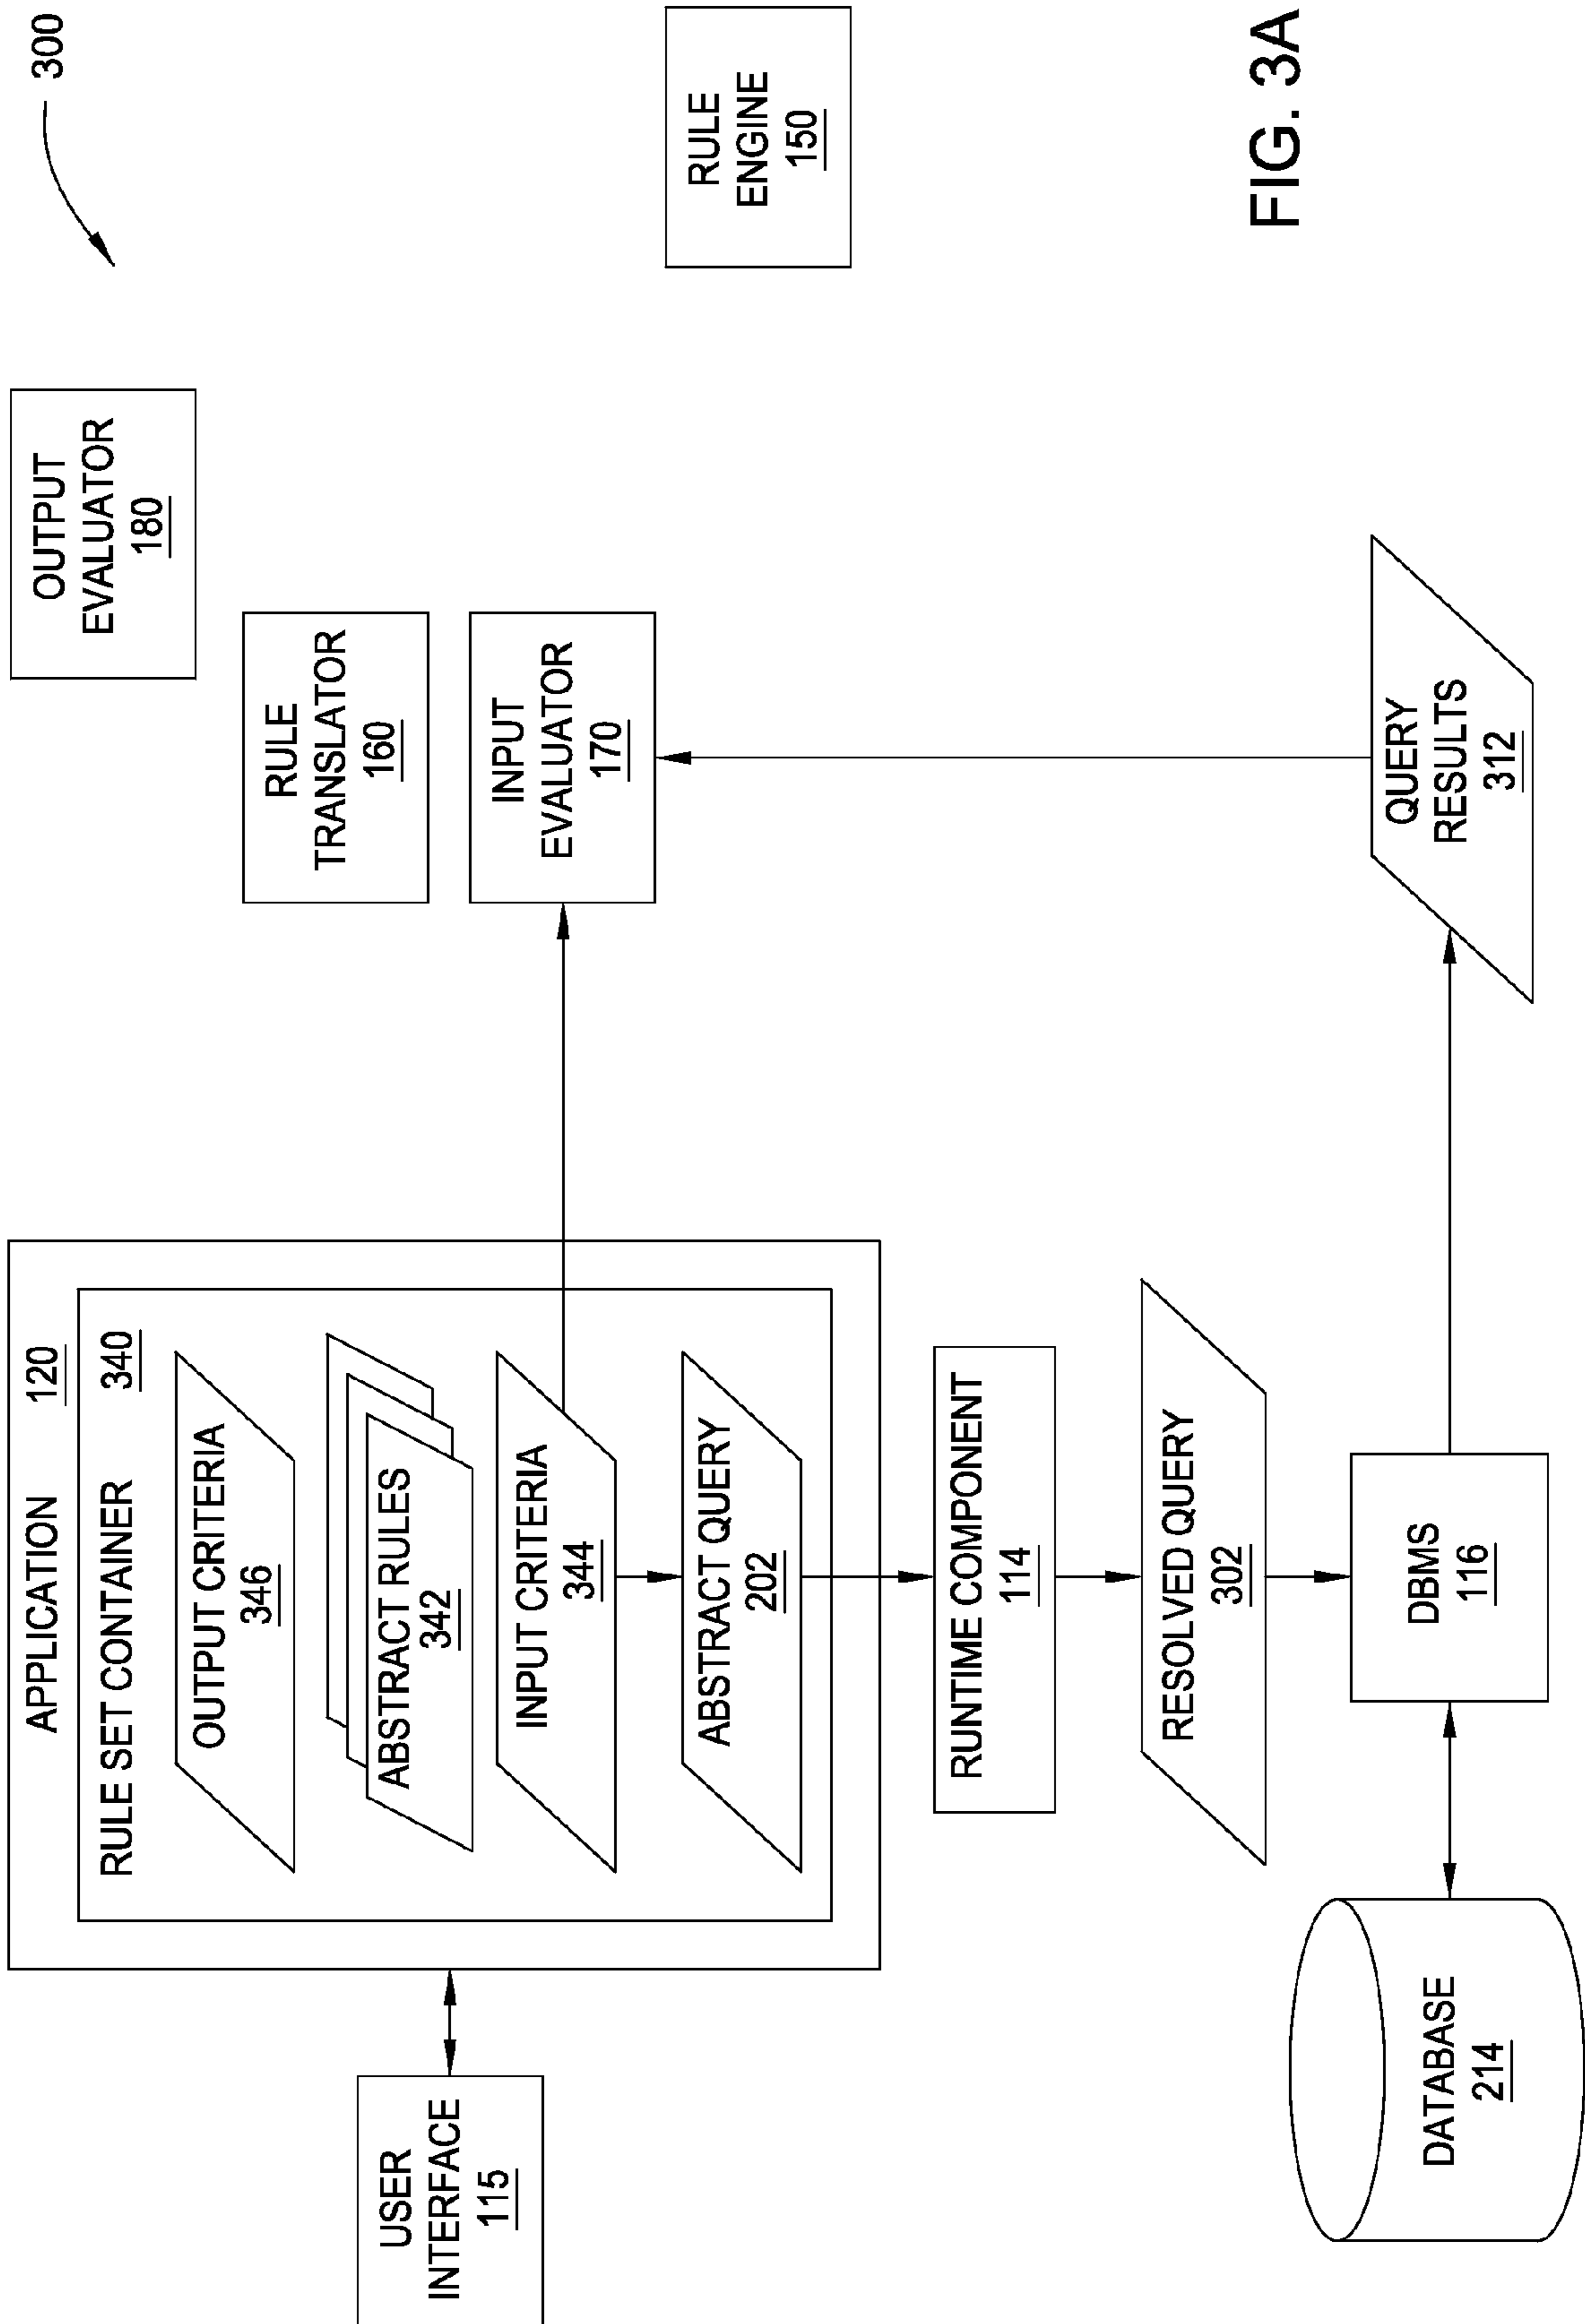 300
APPLICATION 120
RULE SET CONTAINER 340
OUTPUT CRITERIA
346
ABSTRACT RULES
342
INPUT CRITERIA
344
ABSTRACT QUERY
202
USER
INTERFACE
115
OUTPUT
EVALUATOR
180
RULE
TRANSLATOR
160
INPUT
EVALUATOR
170
RULE
ENGINE
150
RUNTIME COMPONENT
114
RESOLVED QUERY
302
DATABASE
214
DBMS
116
QUERY
RESULTS
312
FIG. 3A